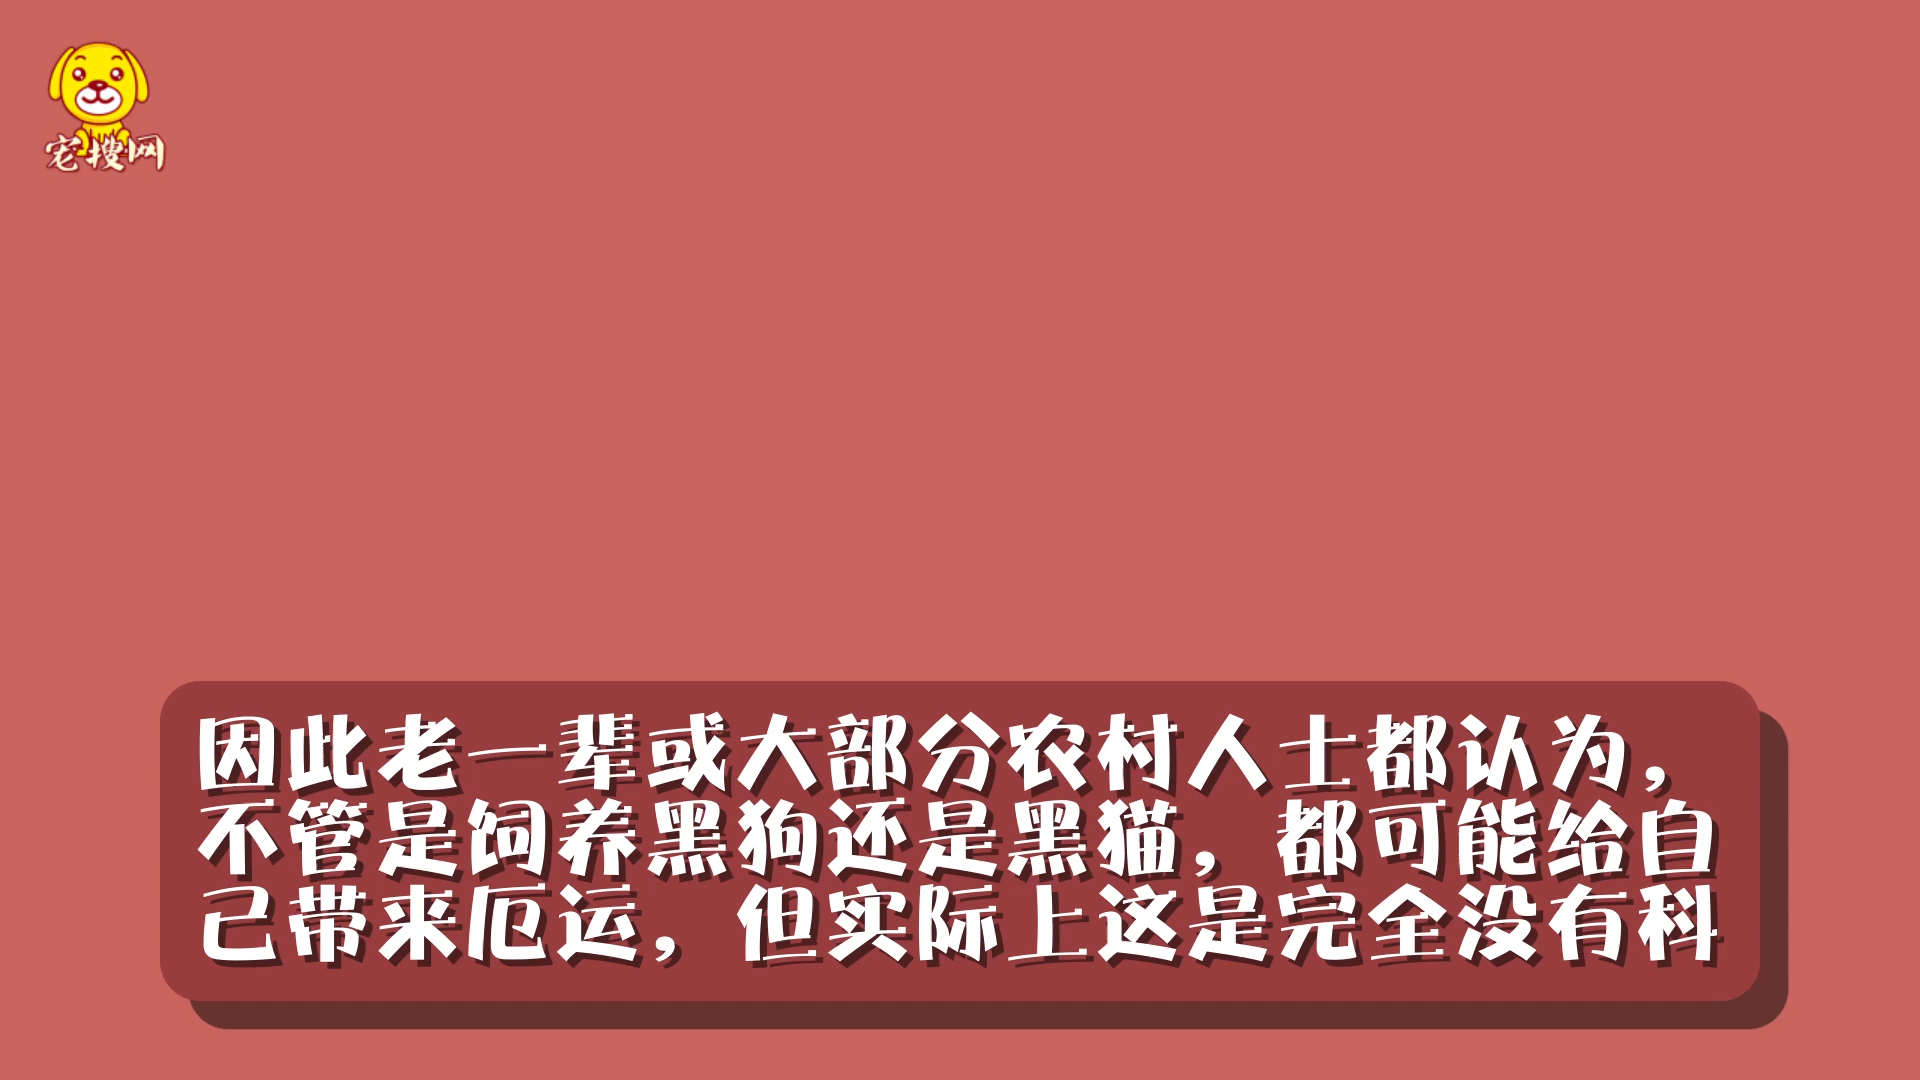 宠搜网
因此老一辈或大部分农村人士都认为，
不管是饲养黑狗还是黑猫，都可能给自
己带来厄运，但实际上这是完全没有科